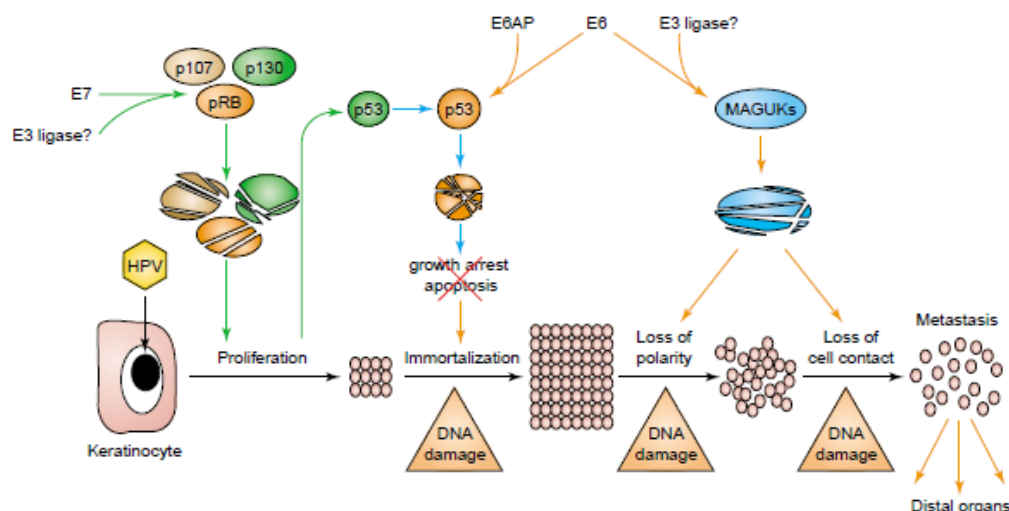 E6AP
E6
E3 ligase?
p107
p130
pRB
E7
E3 ligase?
p53
p53
MAGUKs
HPV
growth arrest
apoptosis
Proliferation
Immortalization
Loss of
polarity
Loss of
cell contact
Metastasis
Keratinocyte
DNA
damage
DNA
damage
DNA
damage
Distal organs